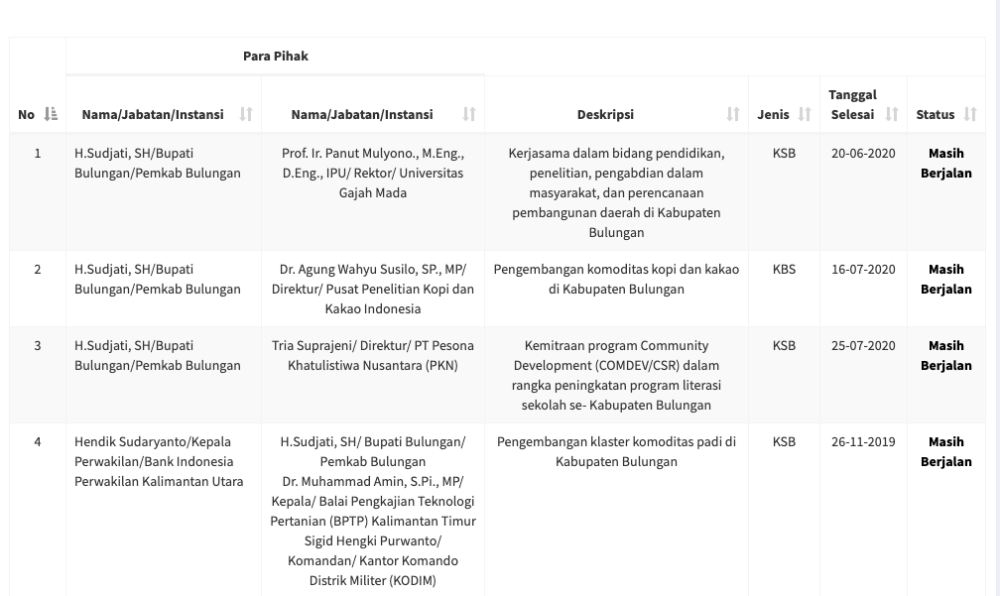 Para Pihak
No
Nama/Jabatan/Instansi
Nama/Jabatan/Instansi
Deskripsi
Jenis
Tanggal
Selesai
Status
1
H.Sudjati, SH/Bupati
Bulungan/Pemkab Bulungan
Prof. Ir. Panut Mulyono., M.Eng.,
D.Eng., IPU/ Rektor/ Universitas
Gajah Mada
Kerjasama dalam bidang pendidikan,
penelitian, pengabdian dalam
masyarakat, dan perencanaan
pembangunan daerah di Kabupaten
Bulungan
KSB
20-06-2020
Masih
Berjalan
2
H.Sudjati, SH/Bupati
Bulungan/Pemkab Bulungan
Dr. Agung Wahyu Susilo, SP., MP/
Direktur/ Pusat Penelitian Kopi dan
Kakao Indonesia
Pengembangan komoditas kopi dan kakao
di Kabupaten Bulungan
KBS
16-07-2020
Masih
Berjalan
3
H.Sudjati, SH/Bupati
Bulungan/Pemkab Bulungan
Tria Suprajeni/ Direktur/ PT Pesona
Khatulistiwa Nusantara (PKN)
Kemitraan program Community
Development (COMDEV/CSR) dalam
rangka peningkatan program literasi
sekolah se- Kabupaten Bulungan
KSB
25-07-2020
Masih
Berjalan
4
Hendik Sudaryanto/Kepala
Perwakilan/Bank Indonesia
Perwakilan Kalimantan Utara
H.Sudjati, SH/ Bupati Bulungan/
Pemkab Bulungan
Dr. Muhammad Amin, S.Pi., MP/
Kepala/ Balai Pengkajian Teknologi
Pertanian (BPTP) Kalimantan Timur
Sigid Hengki Purwanto/
Komandan/ Kantor Komando
Distrik Militer (KODIM)
Pengembangan klaster komoditas padi di
Kabupaten Bulungan
KSB
26-11-2019
Masih
Berjalan